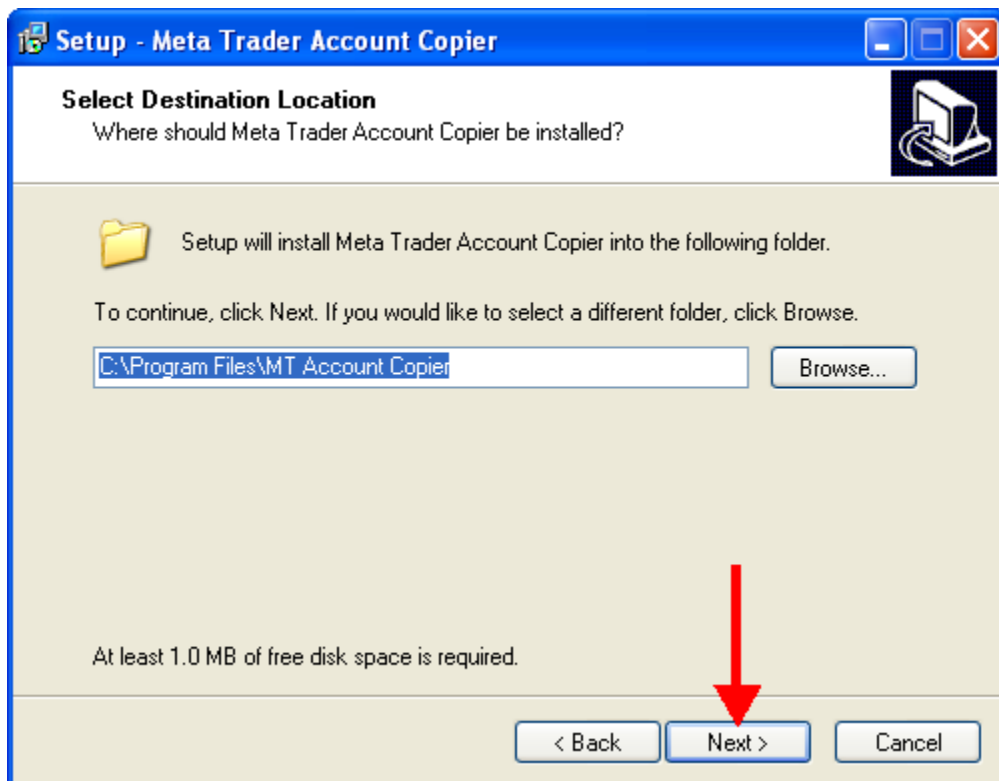 Setup - Meta Trader Account Copier
Select Destination Location
Where should Meta Trader Account Copier be installed?
Setup will install Meta Trader Account Copier into the following folder.
To continue, click Next. If you would like to select a different folder, click Browse.
C:\Program Files\MT Account Copier
Browse...
At least 1.0 MB of free disk space is required.
< Back
Next >
Cancel